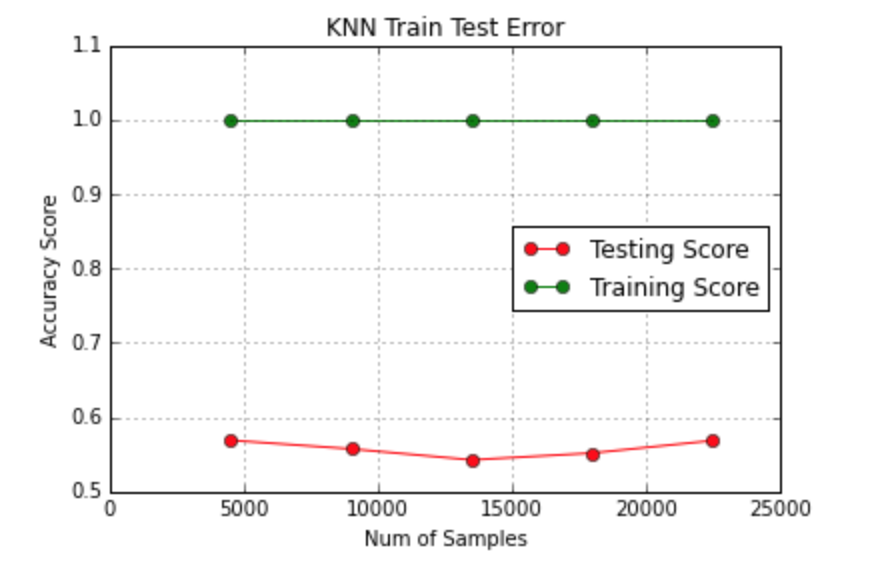 KNN Train Test Error
1.1
1.0
0.9
0.8
0.7
0.6
0.5
Accuracy Score
Testing Score
Training Score
0 5000 10000 15000 20000 25000
Num of Samples